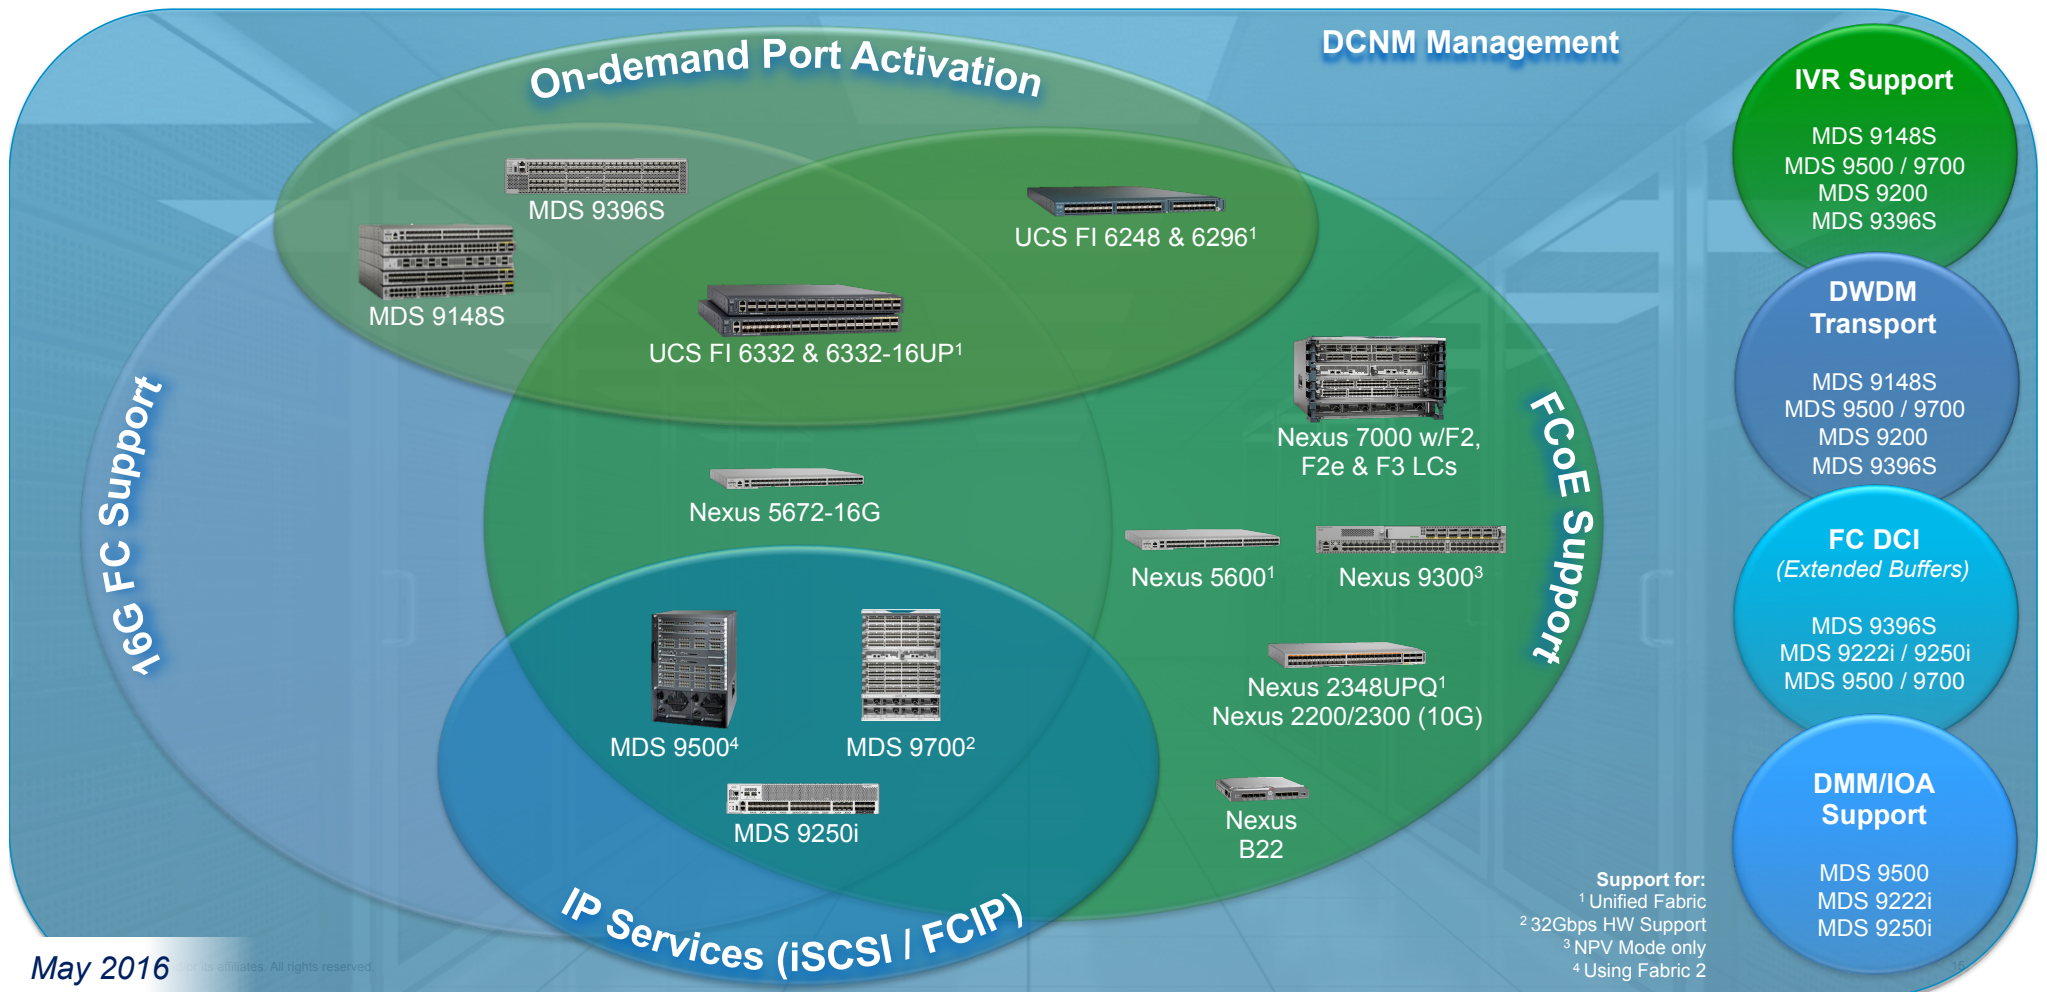 On-demand Port Activation
DCNM Management
MDS 9396S
UCS FI 6248 & 6296¹
MDS 9148S
UCS FI 6332 & 6332-16UP¹
16G FC Support
FCoE Support
Nexus 7000 w/F2,
F2e & F3 LCs
Nexus 5672-16G
Nexus 5600¹
Nexus 9300³
Nexus 2348UPQ¹
Nexus 2200/2300 (10G)
MDS 9500⁴
MDS 9700²
MDS 9250i
Nexus
B22
IP Services (iSCSI / FCIP)
IVR Support
MDS 9148S
MDS 9500 / 9700
MDS 9200
MDS 9396S
DWDM
Transport
MDS 9148S
MDS 9500 / 9700
MDS 9200
MDS 9396S
FC DCI
(Extended Buffers)
MDS 9396S
MDS 9222i / 9250i
MDS 9500 / 9700
DMM/IOA
Support
MDS 9500
MDS 9222i
MDS 9250i
Support for:
¹ Unified Fabric
² 32Gbps HW Support
³ NPV Mode only
⁴ Using Fabric 2
May 2016
affiliates. All rights reserved.